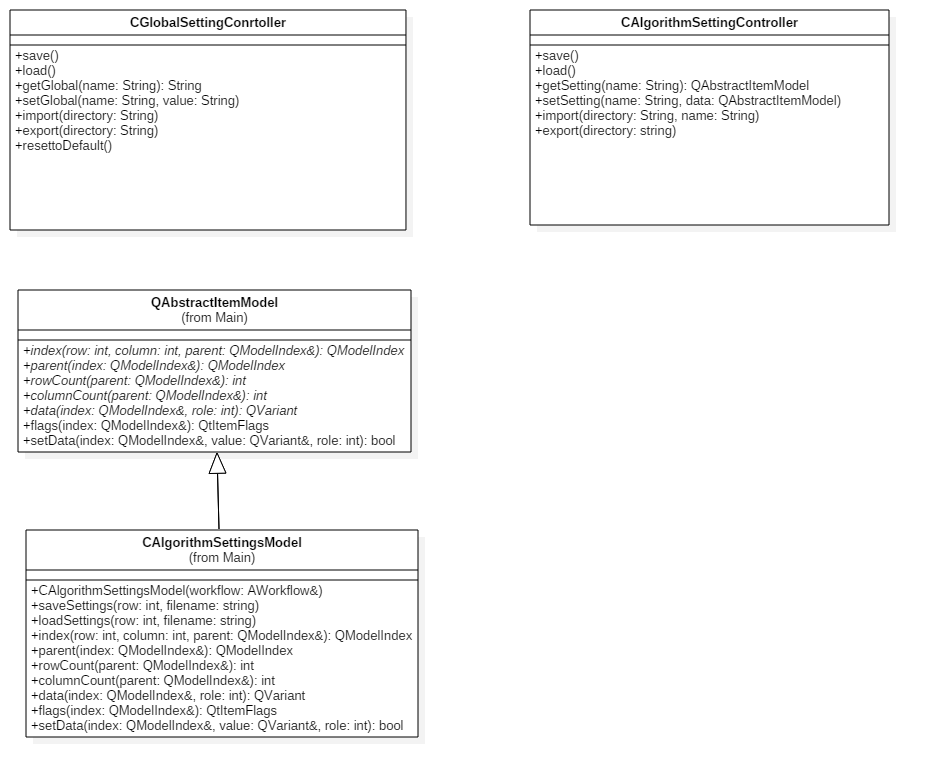 CGlobalSettingConrtoller
+save()
+load()
+getGlobal(name: String): String
+setGlobal(name: String, value: String)
+import(directory: String)
+export(directory: String)
+resettoDefault()
CAlgorithmSettingController
+save()
+load()
+getSetting(name: String): QAbstractItemModel
+setSetting(name: String, data: QAbstractItemModel)
+import(directory: String, name: String)
+export(directory: string)
QAbstractItemModel
(from Main)
+index(row: int, column: int, parent: QModelIndex&): QModelIndex
+parent(index: QModelIndex&): QModelIndex
+rowCount(parent: QModelIndex&): int
+columnCount(parent: QModelIndex&): int
+data(index: QModelIndex&, role: int): QVariant
+flags(index: QModelIndex&): QtItemFlags
+setData(index: QModelIndex&, value: QVariant&, role: int): bool
CAlgorithmSettingsModel
(from Main)
+CAlgorithmSettingsModel(workflow: AWorkflow&)
+saveSettings(row: int, filename: string)
+loadSettings(row: int, filename: string)
+index(row: int, column: int, parent: QModelIndex&): QModelIndex
+parent(index: QModelIndex&): QModelIndex
+rowCount(parent: QModelIndex&): int
+columnCount(parent: QModelIndex&): int
+data(index: QModelIndex&, role: int): QVariant
+flags(index: QModelIndex&): QtItemFlags
+setData(index: QModelIndex&, value: QVariant&, role: int): bool